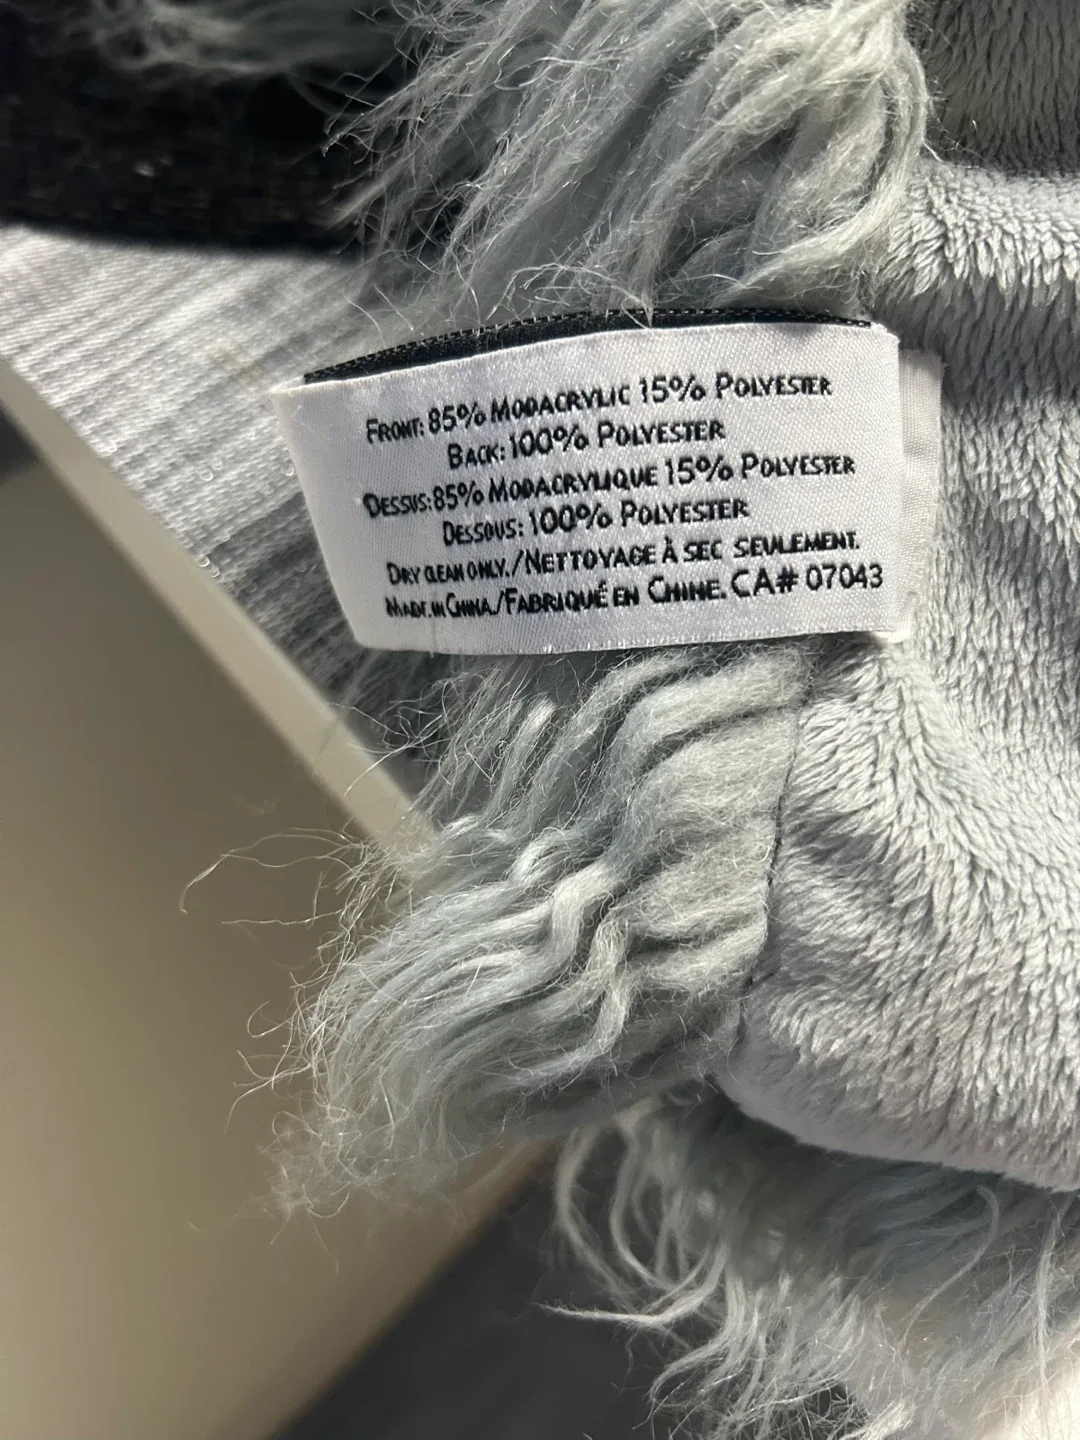 FRONT: 85% MODACRYLIC 15% POLYESTER
BACK: 100% POLYESTER
DESSUS: 85% MODACRYLIQUE 15% POLYESTER
DESSOUS: 100% POLYESTER
DRY CLEAN ONLY./NETTOYAGE À SEC SEULEMENT.
MADE IN CHINA./FABRIQUÉ EN CHINE. CA# 07043